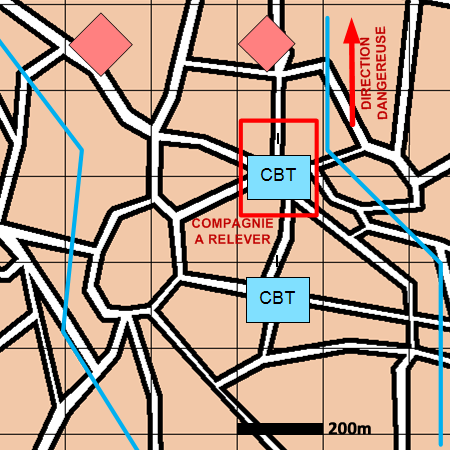 DIRECTION
DANGEREUSE
I
CBT
COMPAGNIE
A RELEVER
I
CBT
200m